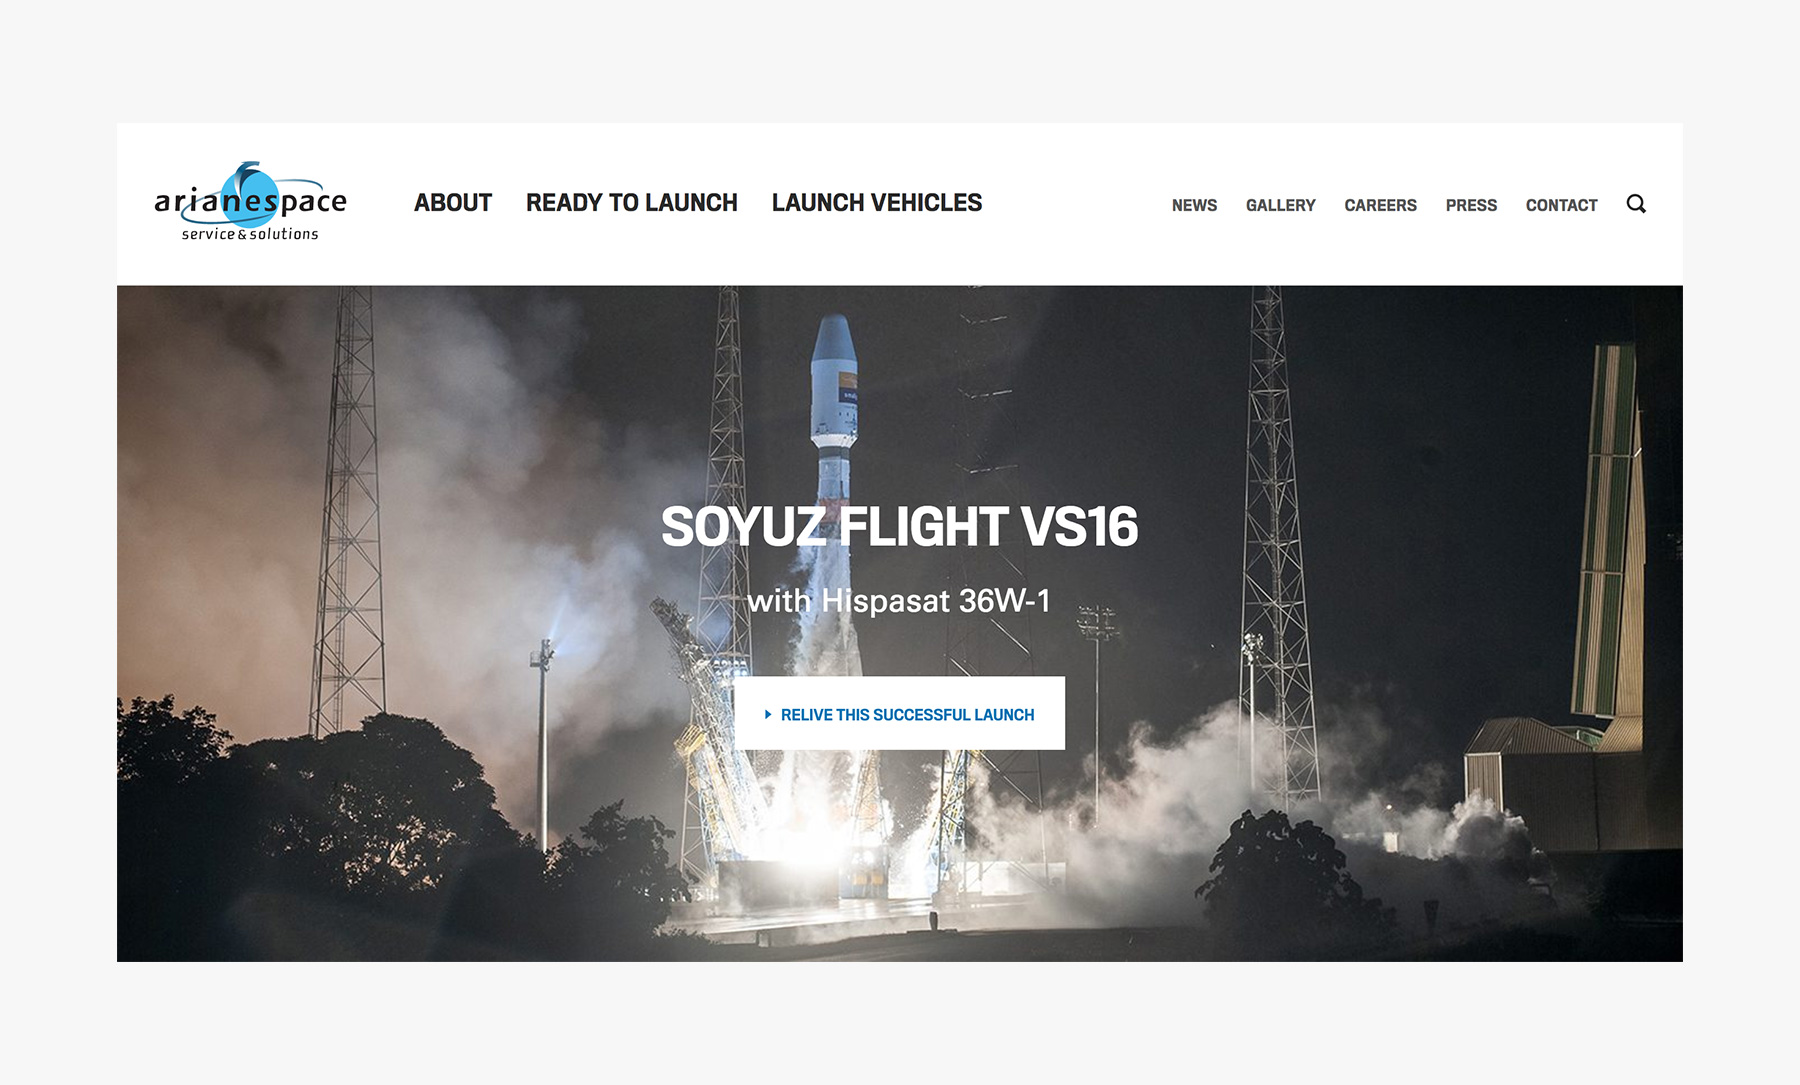 arianespace
service & solutions
ABOUT READY TO LAUNCH LAUNCH VEHICLES
NEWS GALLERY CAREERS PRESS CONTACT
SOYUZ FLIGHT VS16
with Hispasat 36W-1
RELIVE THIS SUCCESSFUL LAUNCH